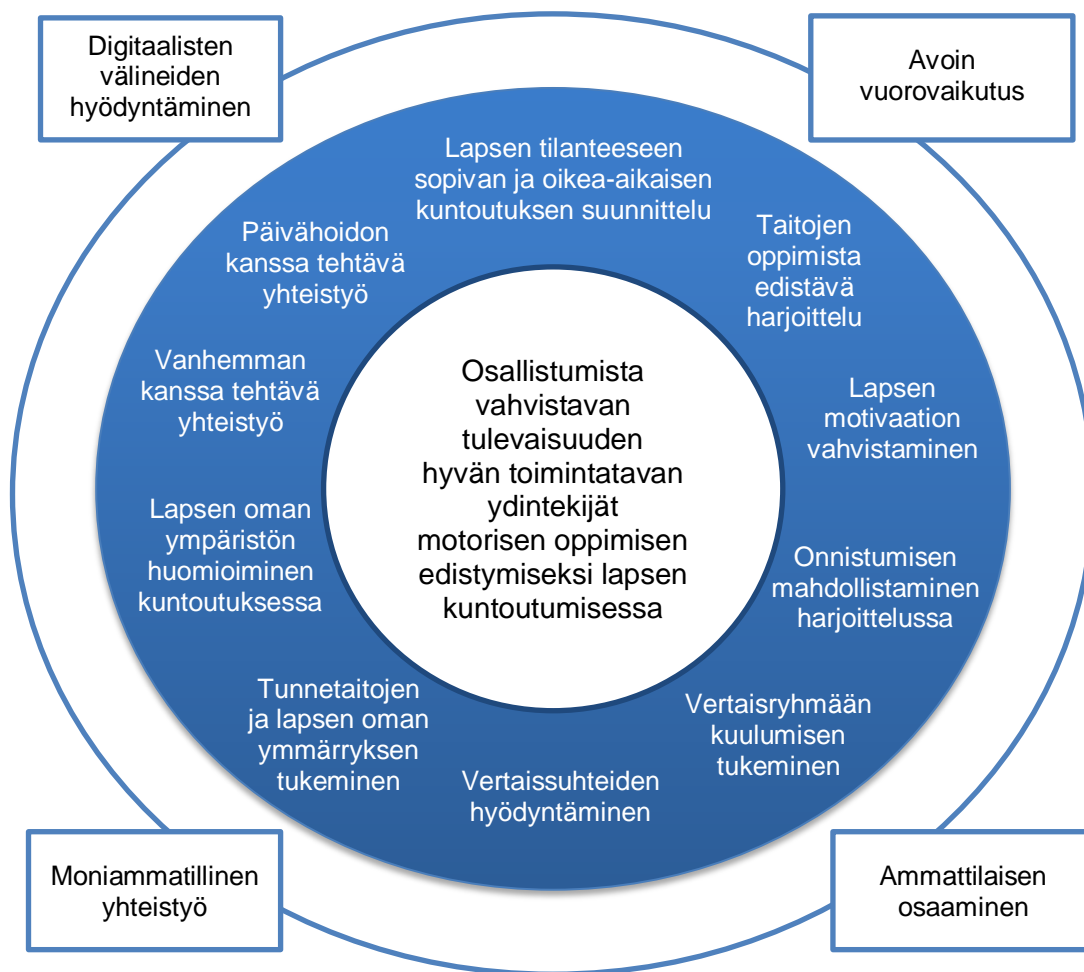 Digitaalisten
välineiden
hyödyntäminen
Avoin
vuorovaikutus
Lapsen tilanteeseen
sopivan ja oikea-aikaisen
kuntoutuksen suunnittelu
Taitojen
oppimista
edistävä
harjoittelu
Lapsen
motivaation
vahvistaminen
Onnistumisen
mahdollistaminen
harjoittelussa
Vertaisryhmään
kuulumisen
tukeminen
Vertaissuhteiden
hyödyntäminen
Tunnetaitojen
ja lapsen oman
ymmärryksen
tukeminen
Lapsen oman
ympäristön
huomioiminen
kuntoutuksessa
Vanhemman
kanssa tehtävä
yhteistyö
Päivähoidon
kanssa tehtävä
yhteistyö
Osallistumista
vahvistavan
tulevaisuuden
hyvän toimintatavan
ydintekijät
motorisen oppimisen
edistymiseksi lapsen
kuntoutumisessa
Moniammatillinen
yhteistyö
Ammattilaisen
osaaminen